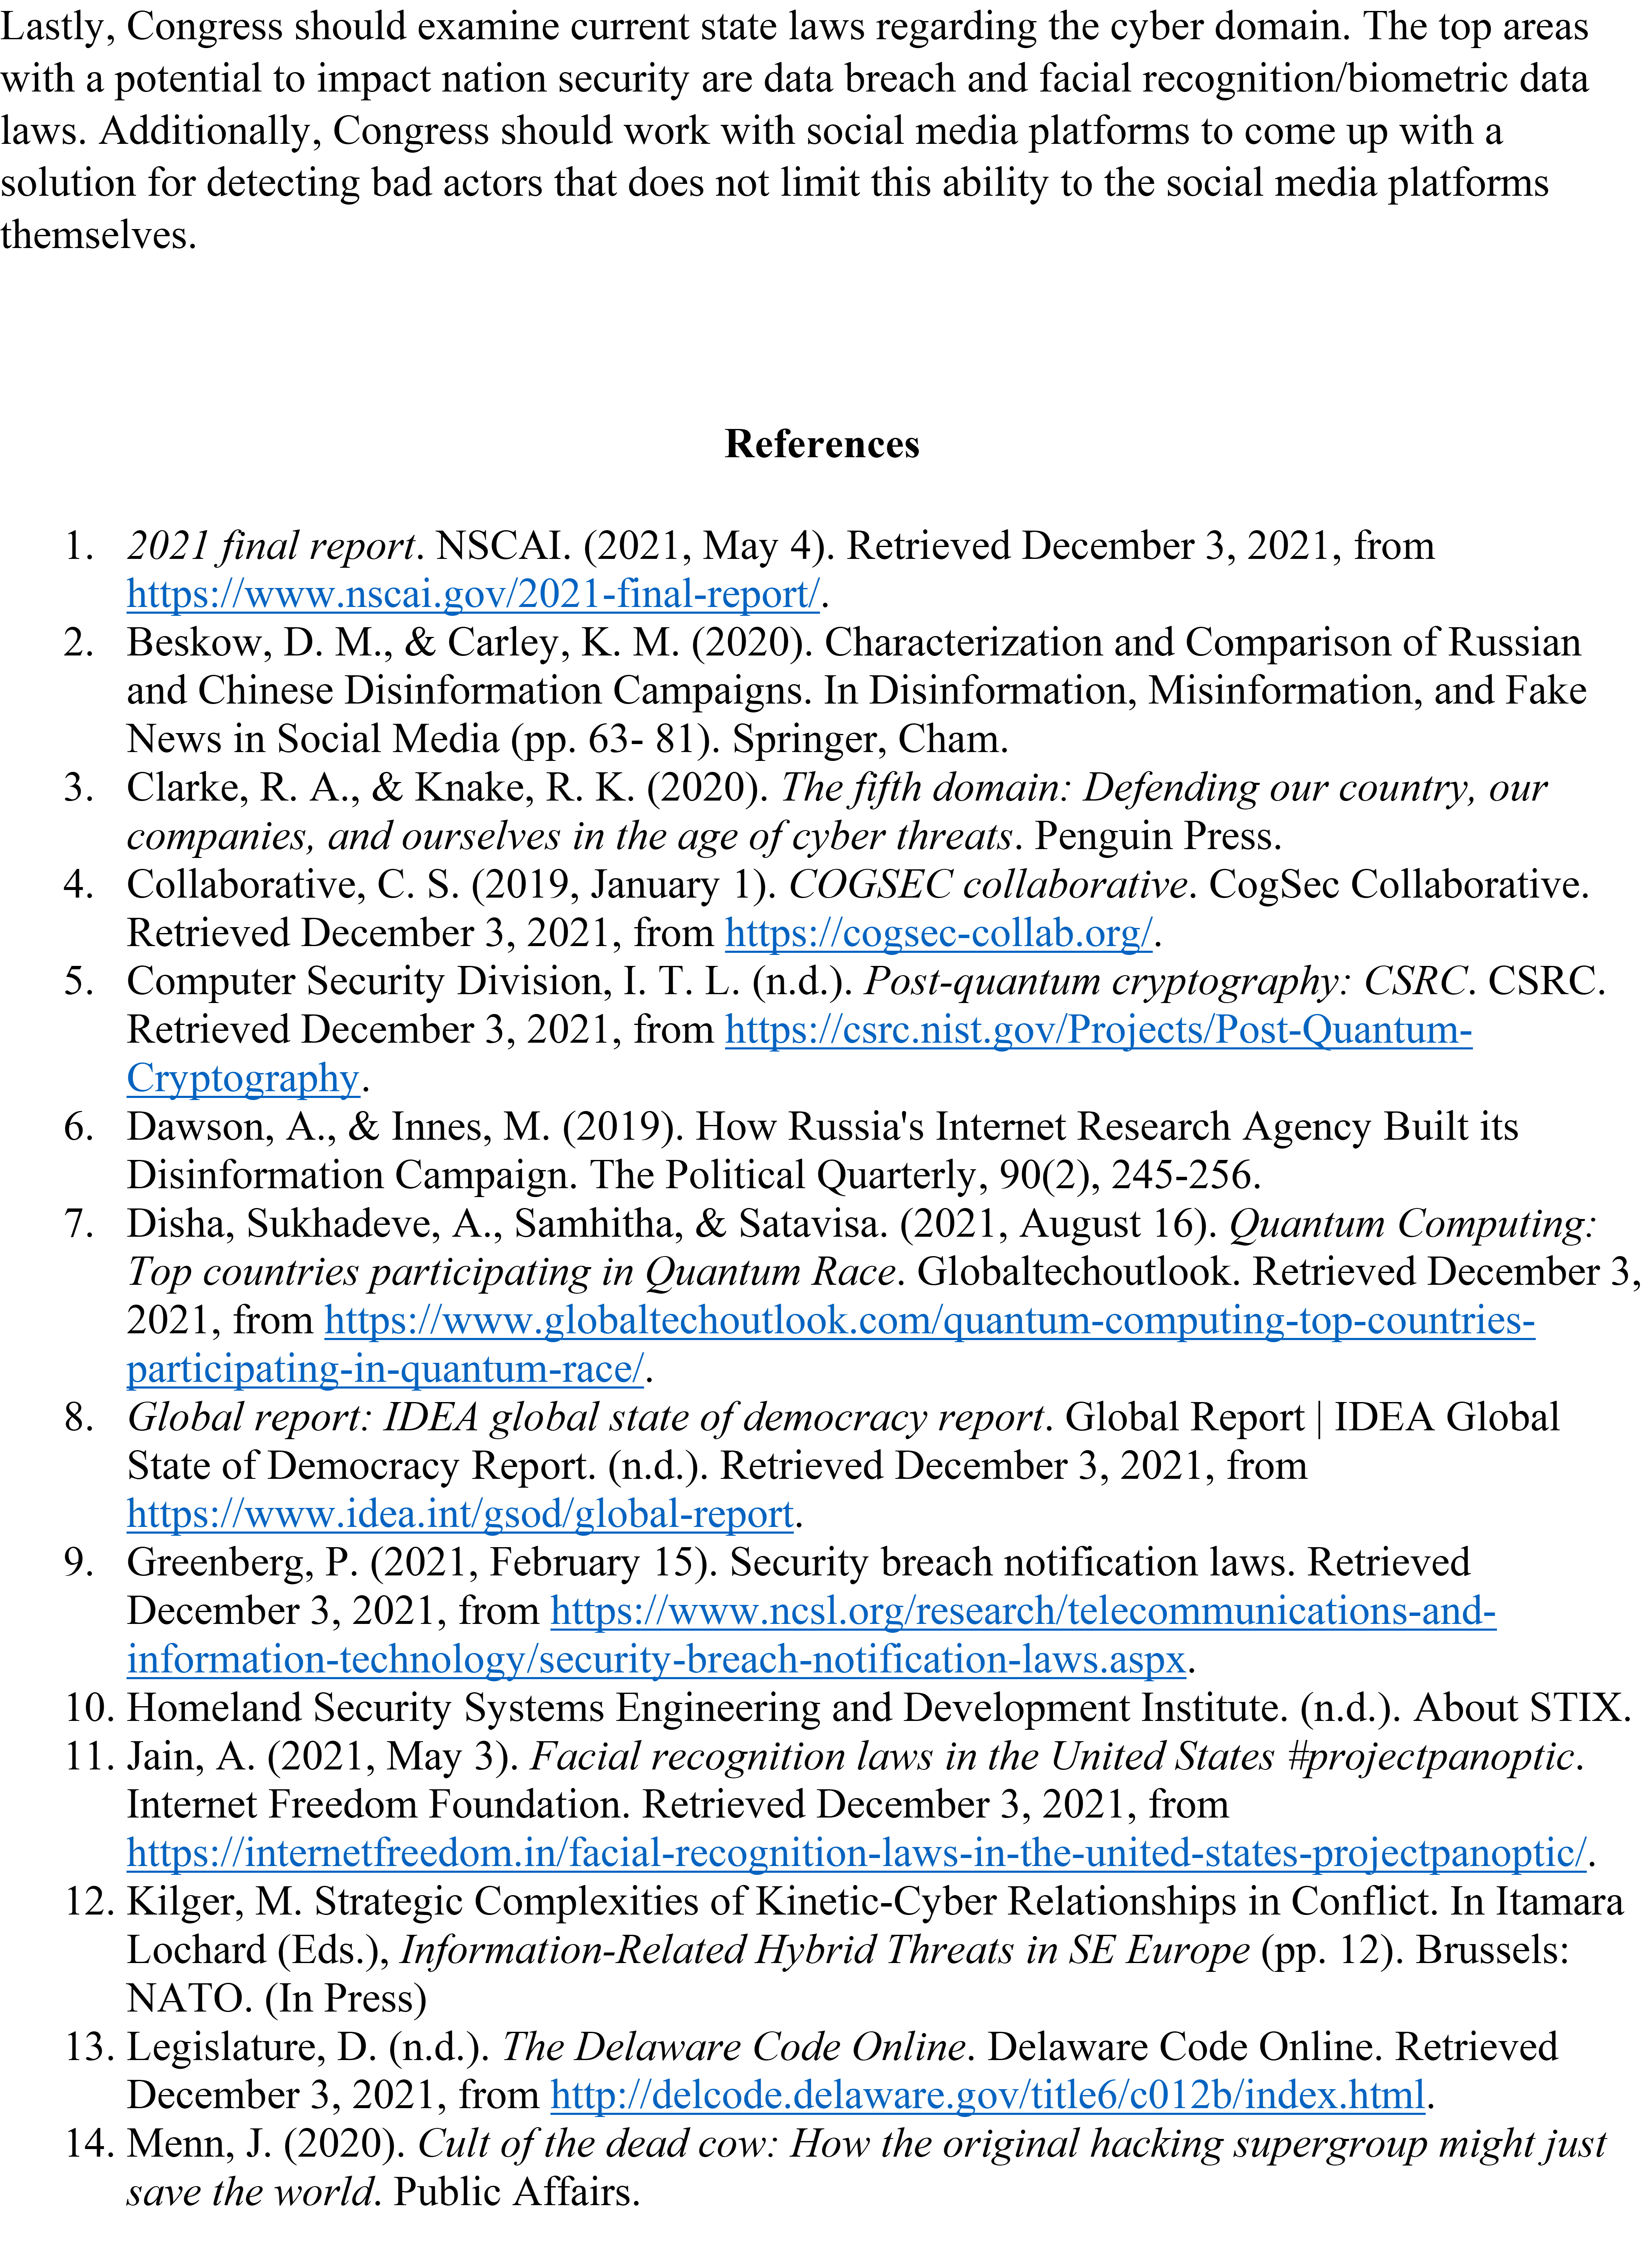 Lastly, Congress should examine current state laws regarding the cyber domain. The top areas
with a potential to impact nation security are data breach and facial recognition/biometric data
laws. Additionally, Congress should work with social media platforms to come up with a
solution for detecting bad actors that does not limit this ability to the social media platforms
themselves.
References
1. 2021 final report. NSCAI. (2021, May 4). Retrieved December 3, 2021, from
https://www.nscai.gov/2021-final-report/.
2. Beskow, D. M., & Carley, K. M. (2020). Characterization and Comparison of Russian
and Chinese Disinformation Campaigns. In Disinformation, Misinformation, and Fake
News in Social Media (pp. 63- 81). Springer, Cham.
3. Clarke, R. A., & Knake, R. K. (2020). The fifth domain: Defending our country, our
companies, and ourselves in the age of cyber threats. Penguin Press.
4. Collaborative, C. S. (2019, January 1). COGSEC collaborative. CogSec Collaborative.
Retrieved December 3, 2021, from https://cogsec-collab.org/.
5. Computer Security Division, I. T. L. (n.d.). Post-quantum cryptography: CSRC. CSRC.
Retrieved December 3, 2021, from https://csrc.nist.gov/Projects/Post-Quantum-
Cryptography.
6. Dawson, A., & Innes, M. (2019). How Russia's Internet Research Agency Built its
Disinformation Campaign. The Political Quarterly, 90(2), 245-256.
7. Disha, Sukhadeve, A., Samhitha, & Satavisa. (2021, August 16). Quantum Computing:
Top countries participating in Quantum Race. Globaltechoutlook. Retrieved December 3,
2021, from https://www.globaltechoutlook.com/quantum-computing-top-countries-
participating-in-quantum-race/.
8. Global report: IDEA global state of democracy report. Global Report | IDEA Global
State of Democracy Report. (n.d.). Retrieved December 3, 2021, from
https://www.idea.int/gsod/global-report.
9. Greenberg, P. (2021, February 15). Security breach notification laws. Retrieved
December 3, 2021, from https://www.ncsl.org/research/telecommunications-and-
information-technology/security-breach-notification-laws.aspx.
10. Homeland Security Systems Engineering and Development Institute. (n.d.). About STIX.
11. Jain, A. (2021, May 3). Facial recognition laws in the United States #projectpanoptic.
Internet Freedom Foundation. Retrieved December 3, 2021, from
https://internetfreedom.in/facial-recognition-laws-in-the-united-states-projectpanoptic/.
12. Kilger, M. Strategic Complexities of Kinetic-Cyber Relationships in Conflict. In Itamara
Lochard (Eds.), Information-Related Hybrid Threats in SE Europe (pp. 12). Brussels:
NATO. (In Press)
13. Legislature, D. (n.d.). The Delaware Code Online. Delaware Code Online. Retrieved
December 3, 2021, from http://delcode.delaware.gov/title6/c012b/index.html.
14. Menn, J. (2020). Cult of the dead cow: How the original hacking supergroup might just
save the world. Public Affairs.